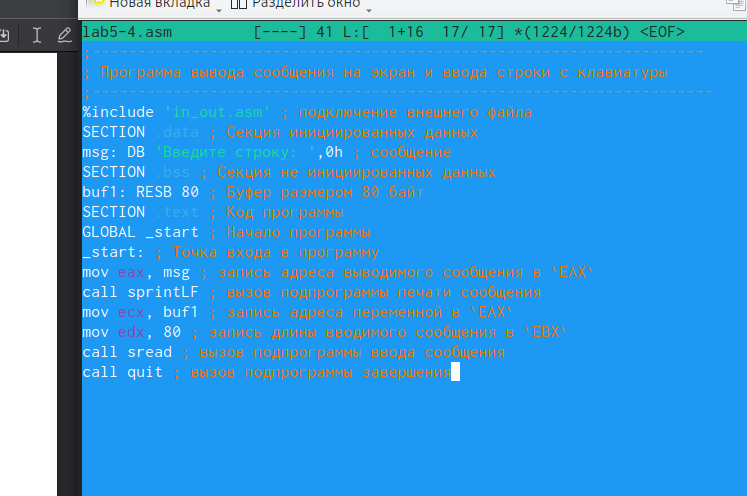 Новая вкладка Разделить окно
lab5-4.asm [----] 41 L:[ 1+16 17/ 17] *(1224/1224b) <EOF>
;--------------------------------------------------------------------
; Программа вывода сообщения на экран и ввода строки с клавиатуры
;---------------------------------------------------------------------
%include 'in_out.asm' ; подключение внешнего файла
SECTION .data ; Секция инициированных данных
msg: DB 'Введите строку: ',0h ; сообщение
SECTION .bss ; Секция не инициированных данных
buf1: RESB 80 ; Буфер размером 80 байт
SECTION .text ; Код программы
GLOBAL _start ; Начало программы
_start: ; Точка входа в программу
mov eax, msg ; запись адреса выводимого сообщения в `EAX`
call sprintLF ; вызов подпрограммы печати сообщения
mov ecx, buf1 ; запись адреса переменной в `EAX`
mov edx, 80 ; запись длины вводимого сообщения в `EBX`
call sread ; вызов подпрограммы ввода сообщения
call quit ; вызов подпрограммы завершения